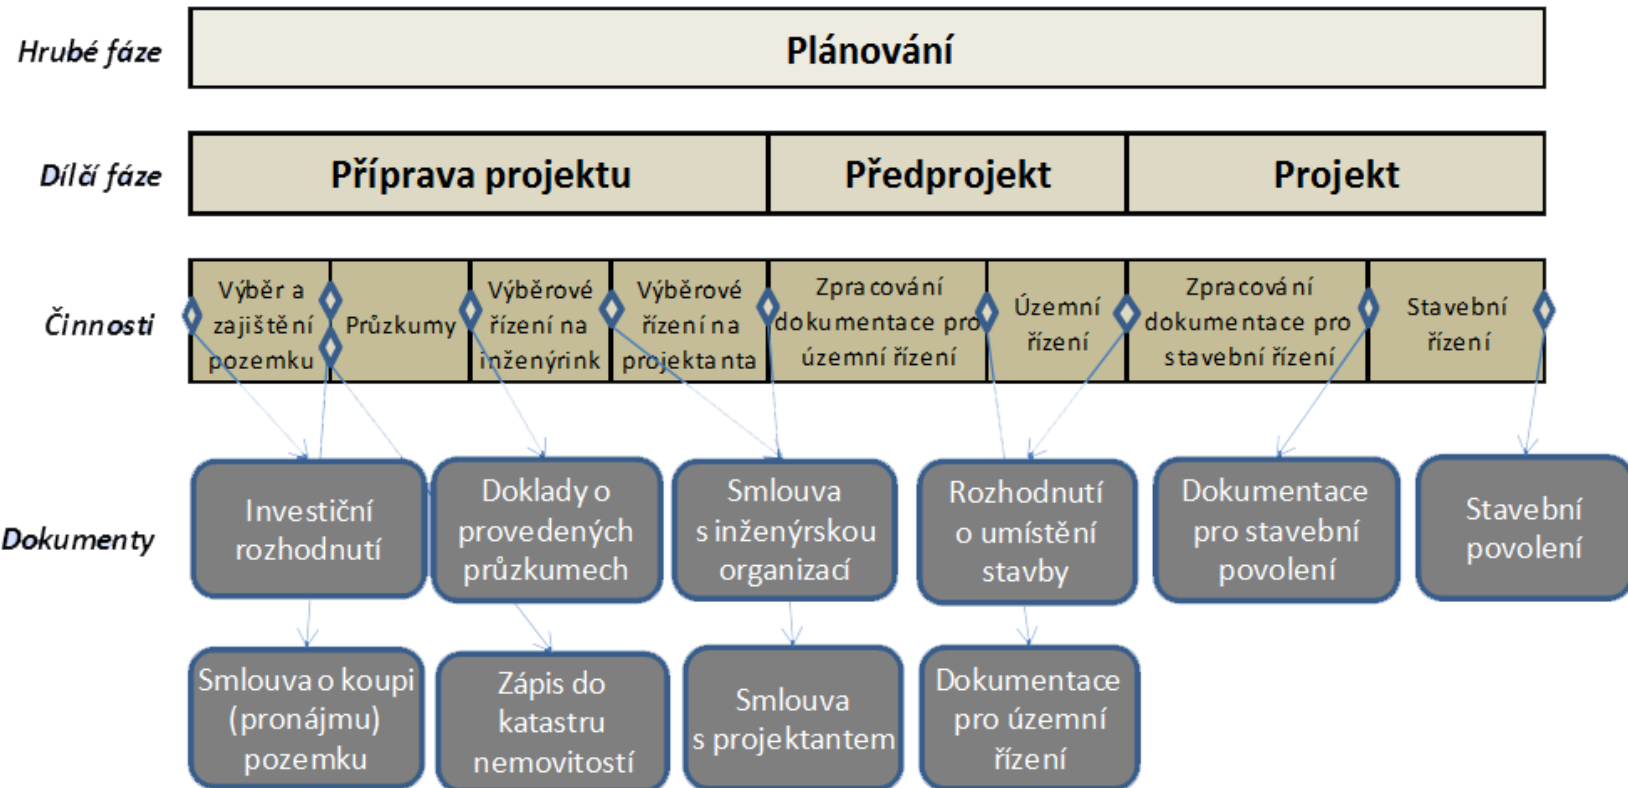 Hrubé fáze
Plánování
Dílčí fáze
Příprava projektu
Předprojekt
Projekt
Činnosti
Výběr a
zajištění
pozemku
Průzkumy
Výběrové
řízení na
inženýrink
Výběrové
řízení na
projektanta
Zpracování
dokumentace pro
územní řízení
Územní
řízení
Zpracování
dokumentace pro
stavební řízení
Stavební
řízení
Dokumenty
Investiční
rozhodnutí
Doklady o
provedených
průzkumech
Smlouva
s inženýrskou
organizací
Rozhodnutí
o umístění
stavby
Dokumentace
pro stavební
povolení
Stavební
povolení
Smlouva o koupi
(pronájmu)
pozemku
Zápis do
katastru
nemovitostí
Smlouva
s projektantem
Dokumentace
pro územní
řízení